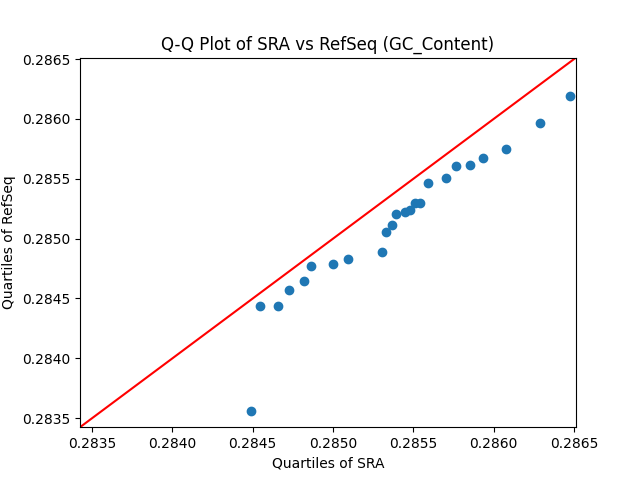 Q-Q Plot of SRA vs RefSeq (GC_Content)
Quartiles of RefSeq
0.2865
0.2860
0.2855
0.2850
0.2845
0.2840
0.2835
0.2835 0.2840 0.2845 0.2850 0.2855 0.2860 0.2865
Quartiles of SRA